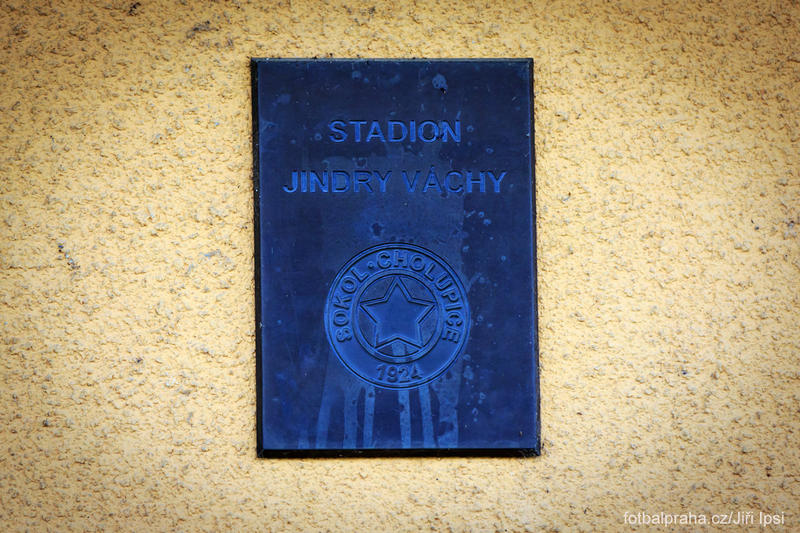 STADION
JINDRY VÁCHY
SOKOL · CHOLUPICE
1924
fotbalpraha.cz/Jiří Ipsi